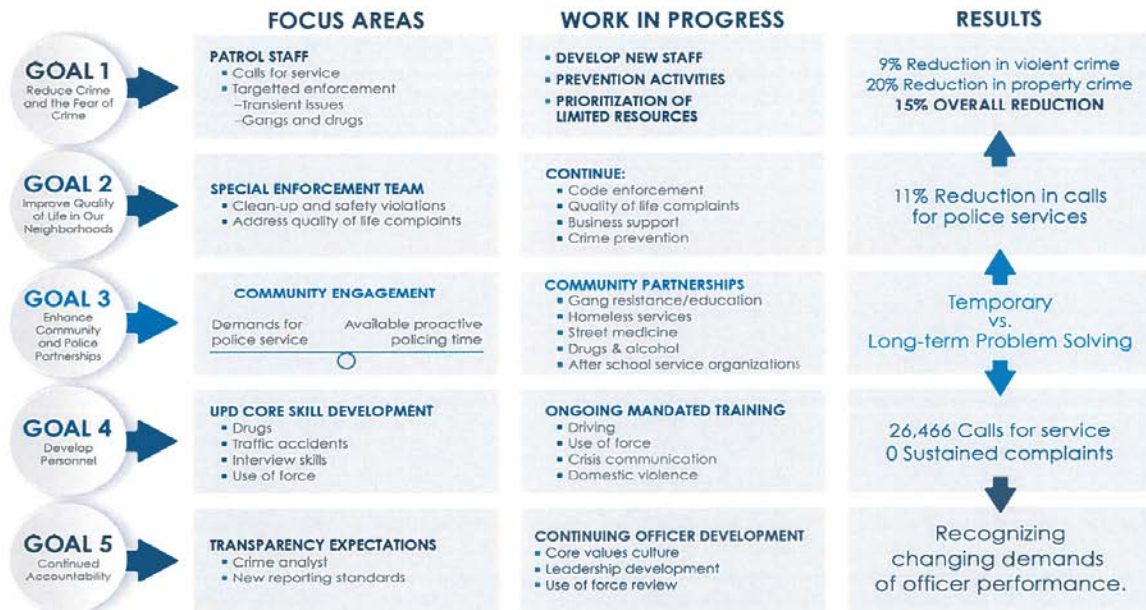 FOCUS AREAS
WORK IN PROGRESS
RESULTS
GOAL 1
Reduce Crime
and the Fear of
Crime
PATROL STAFF
▪ Calls for service
▪ Targetted enforcement
–Transient issues
–Gangs and drugs
▪ DEVELOP NEW STAFF
▪ PREVENTION ACTIVITIES
▪ PRIORITIZATION OF
LIMITED RESOURCES
9% Reduction in violent crime
20% Reduction in property crime
15% OVERALL REDUCTION
GOAL 2
Improve Quality
of Life in Our
Neighborhoods
SPECIAL ENFORCEMENT TEAM
▪ Clean-up and safety violations
▪ Address quality of life complaints
CONTINUE:
▪ Code enforcement
▪ Quality of life complaints
▪ Business support
▪ Crime prevention
11% Reduction in calls
for police services
GOAL 3
Enhance
Community
and Police
Partnerships
COMMUNITY ENGAGEMENT
Demands for
police service
Available proactive
policing time
COMMUNITY PARTNERSHIPS
▪ Gang resistance/education
▪ Homeless services
▪ Street medicine
▪ Drugs & alcohol
▪ After school service organizations
Temporary
vs.
Long-term Problem Solving
GOAL 4
Develop
Personnel
UPD CORE SKILL DEVELOPMENT
▪ Drugs
▪ Traffic accidents
▪ Interview skills
▪ Use of force
ONGOING MANDATED TRAINING
▪ Driving
▪ Use of force
▪ Crisis communication
▪ Domestic violence
26,466 Calls for service
0 Sustained complaints
GOAL 5
Continued
Accountability
TRANSPARENCY EXPECTATIONS
▪ Crime analyst
▪ New reporting standards
CONTINUING OFFICER DEVELOPMENT
▪ Core values culture
▪ Leadership development
▪ Use of force review
Recognizing
changing demands
of officer performance.